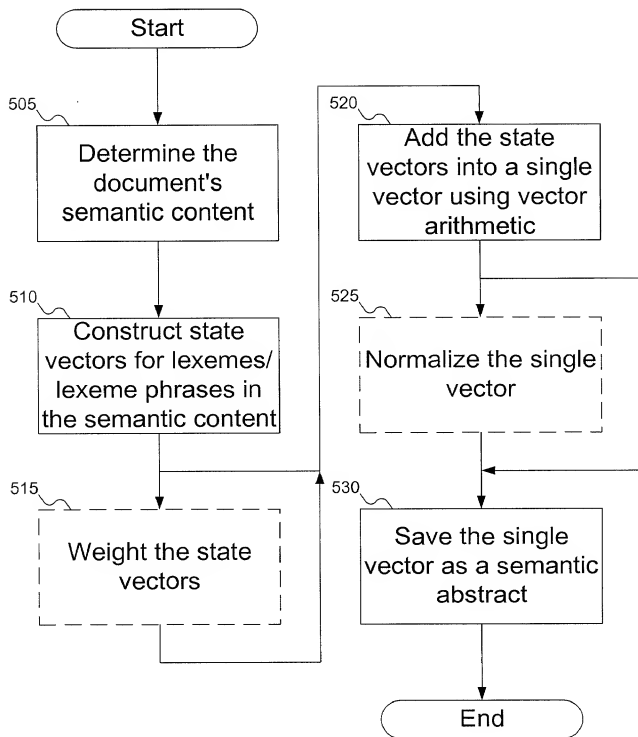 Start
505
Determine the
document's
semantic content
510
Construct state
vectors for lexemes/
lexeme phrases in
the semantic content
515
Weight the state
vectors
520
Add the state
vectors into a single
vector using vector
arithmetic
525
Normalize the single
vector
530
Save the single
vector as a semantic
abstract
End